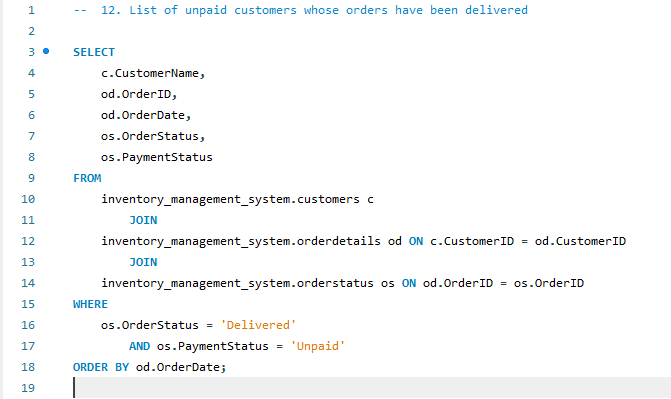 1 -- 12. List of unpaid customers whose orders have been delivered
2
3 SELECT
4 c.CustomerName,
5 od.OrderID,
6 od.OrderDate,
7 os.OrderStatus,
8 os.PaymentStatus
9 FROM
10 inventory_management_system.customers c
11 JOIN
12 inventory_management_system.orderdetails od ON c.CustomerID = od.CustomerID
13 JOIN
14 inventory_management_system.orderstatus os ON od.OrderID = os.OrderID
15 WHERE
16 os.OrderStatus = 'Delivered'
17 AND os.PaymentStatus = 'Unpaid'
18 ORDER BY od.OrderDate;
19